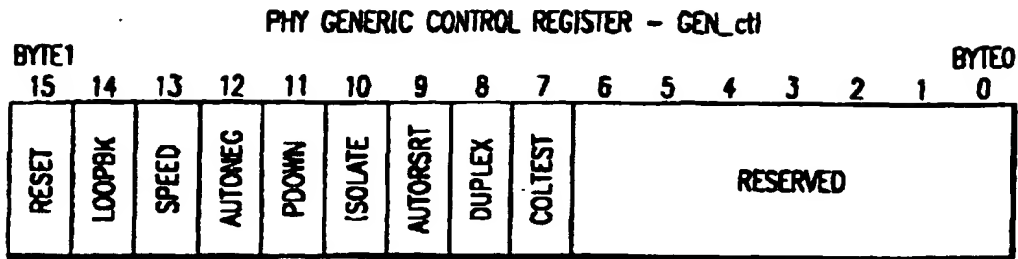 PHY GENERIC CONTROL REGISTER - GEN_ctl
BYTE1 BYTE0
15 14 13 12 11 10 9 8 7 6 5 4 3 2 1 0
RESET LOOPBK SPEED AUTONEG PDOWN ISOLATE AUTORSRT DUPLEX COLTEST RESERVED